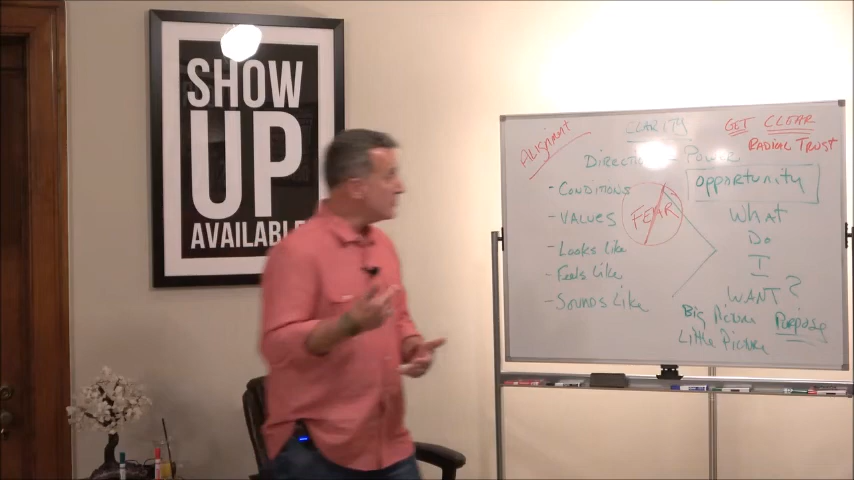 SHOW
UP
AVAILABLE
Alignment
CLARITY
GET CLEAR
RADICAL TRUST
DIRECTION = POWER
OPPORTUNITY
- CONDITIONS
- VALUES
- Looks Like
- Feels Like
- Sounds Like
FEAR
WHAT
DO
I
WANT?
Big Picture Purpose
Little Picture